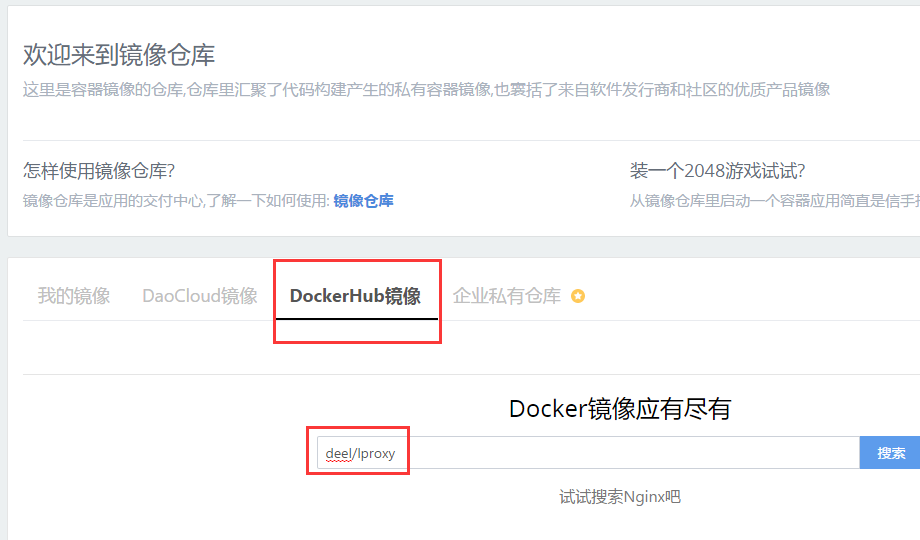 欢迎来到镜像仓库
这里是容器镜像的仓库,仓库里汇聚了代码构建产生的私有容器镜像,也囊括了来自软件发行商和社区的优质产品镜像
怎样使用镜像仓库?
镜像仓库是应用的交付中心,了解一下如何使用: 镜像仓库
装一个2048游戏试试?
从镜像仓库里启动一个容器应用简直是信手
我的镜像 DaoCloud镜像 DockerHub镜像 企业私有仓库
Docker镜像应有尽有
deel/lproxy 搜索
试试搜索Nginx吧